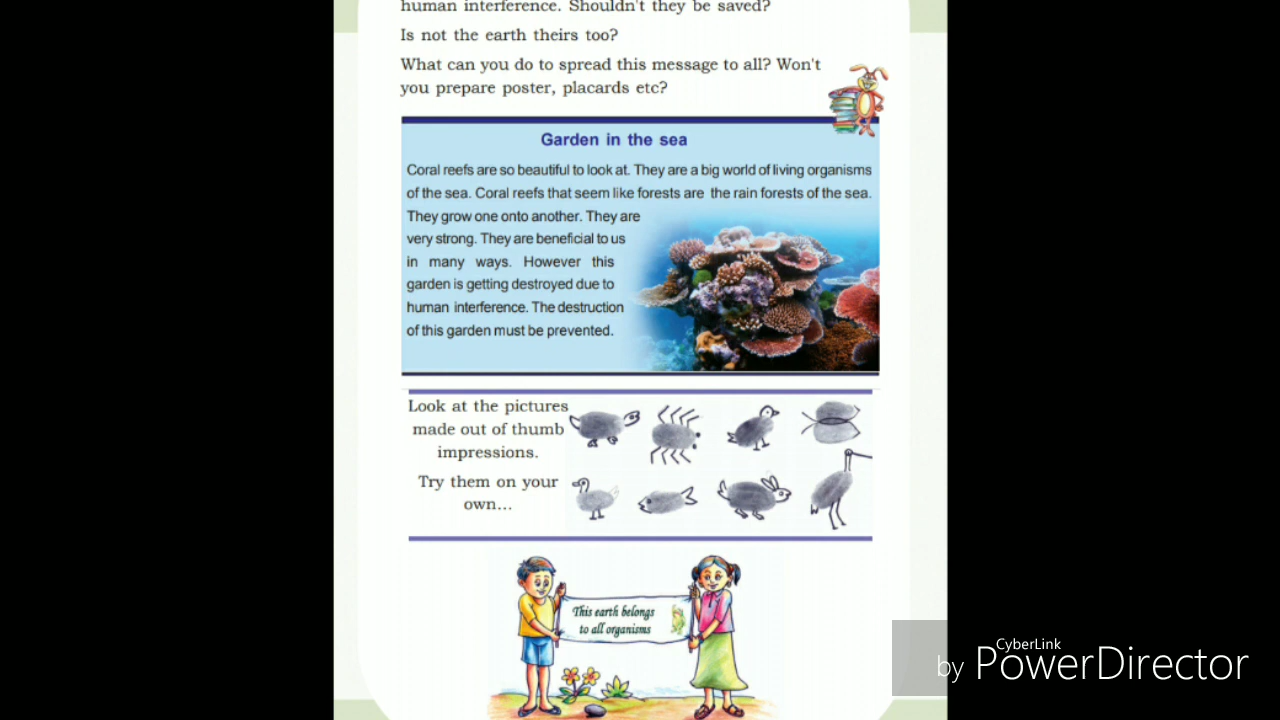 human interference. Shouldn't they be saved?
Is not the earth theirs too?
What can you do to spread this message to all? Won't
you prepare poster, placards etc?
Garden in the sea
Coral reefs are so beautiful to look at. They are a big world of living organisms
of the sea. Coral reefs that seem like forests are the rain forests of the sea.
They grow one onto another. They are
very strong. They are beneficial to us
in many ways. However this
garden is getting destroyed due to
human interference. The destruction
of this garden must be prevented.
Look at the pictures
made out of thumb
impressions.
Try them on your
own...
This earth belongs
to all organisms
CyberLink
by PowerDirector